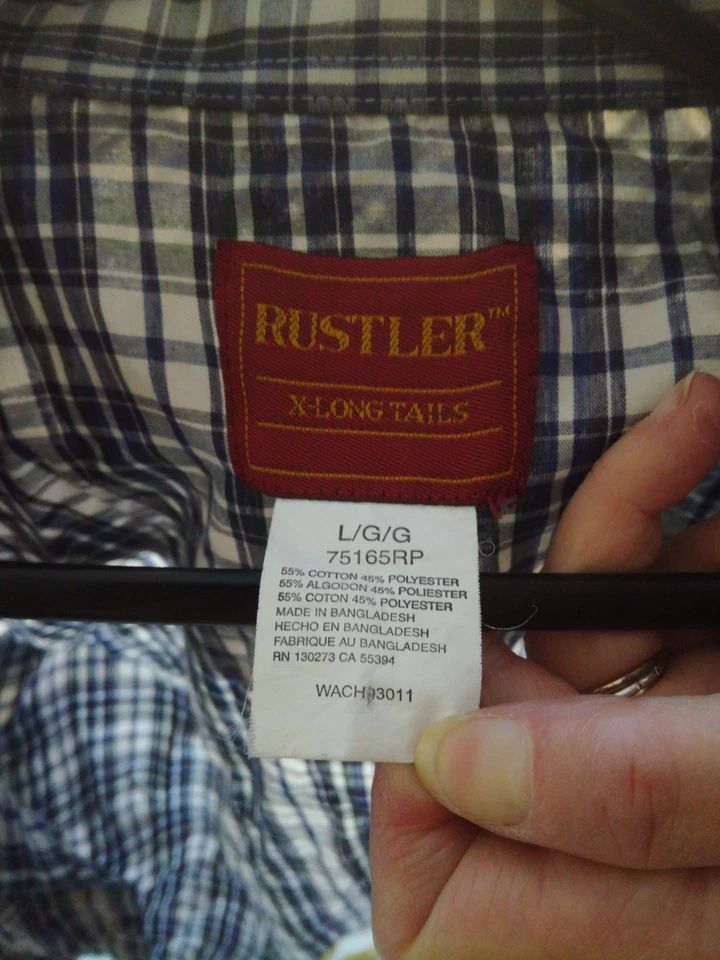 RUSTLER™
X-LONG TAILS
L/G/G
75165RP
55% COTTON 45% POLYESTER
55% ALGODON 45% POLIESTER
55% COTON 45% POLYESTER
MADE IN BANGLADESH
HECHO EN BANGLADESH
FABRIQUE AU BANGLADESH
RN 130273 CA 55394
WACH93011